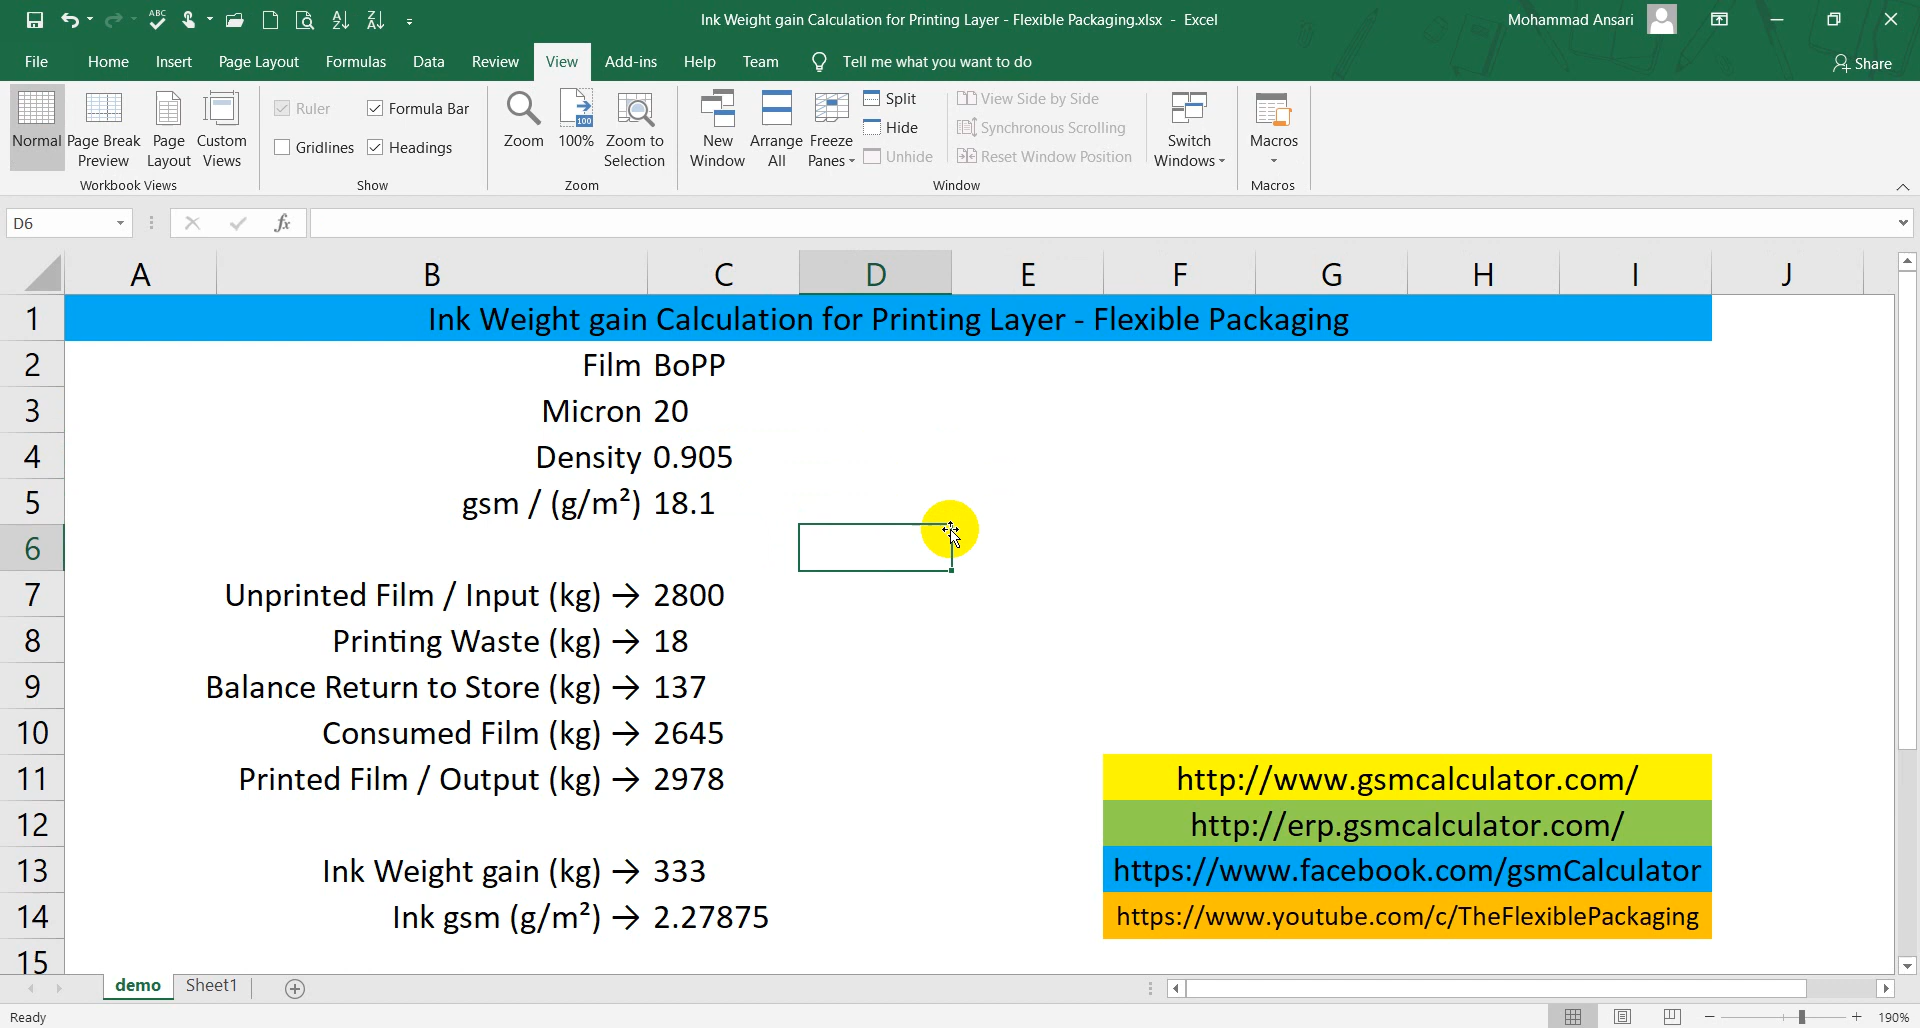 Ink Weight gain Calculation for Printing Layer - Flexible Packaging.xlsx - Excel
Mohammad Ansari
File Home Insert Page Layout Formulas Data Review View Add-ins Help Team Tell me what you want to do Share
Normal
Page Break Preview
Page Layout
Custom Views
Workbook Views
Ruler
Formula Bar
Gridlines
Headings
Show
Zoom
100%
Zoom to Selection
Zoom
New Window
Arrange All
Freeze Panes
Split
Hide
Unhide
View Side by Side
Synchronous Scrolling
Reset Window Position
Window
Switch Windows
Macros
Macros
D6
fx
A B C D E F G H I J
1 Ink Weight gain Calculation for Printing Layer - Flexible Packaging
2 Film BoPP
3 Micron 20
4 Density 0.905
5 gsm / (g/m²) 18.1
6
7 Unprinted Film / Input (kg) → 2800
8 Printing Waste (kg) → 18
9 Balance Return to Store (kg) → 137
10 Consumed Film (kg) → 2645
11 Printed Film / Output (kg) → 2978 http://www.gsmcalculator.com/
12 http://erp.gsmcalculator.com/
13 Ink Weight gain (kg) → 333 https://www.facebook.com/gsmCalculator
14 Ink gsm (g/m²) → 2.27875 https://www.youtube.com/c/TheFlexiblePackaging
15
demo Sheet1
Ready
190%